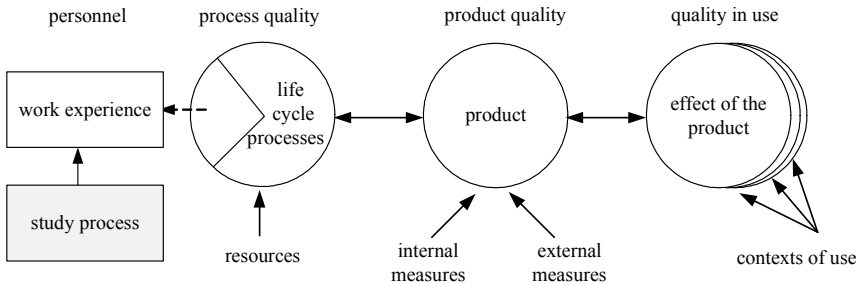 personnel
process quality
product quality
quality in use
work experience
life
cycle
processes
product
effect of the
product
study process
resources
internal
measures
external
measures
contexts of use